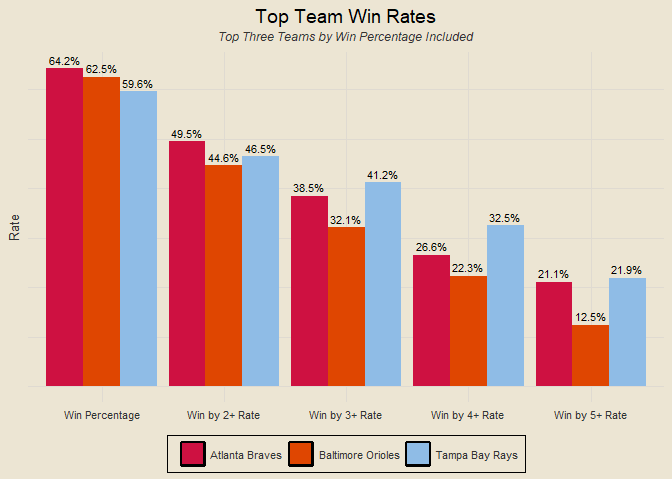 Top Team Win Rates
Top Three Teams by Win Percentage Included
Rate
64.2% 62.5% 59.6%
49.5% 44.6% 46.5%
38.5% 32.1% 41.2%
26.6% 22.3% 32.5%
21.1% 12.5% 21.9%
Win Percentage Win by 2+ Rate Win by 3+ Rate Win by 4+ Rate Win by 5+ Rate
Atlanta Braves Baltimore Orioles Tampa Bay Rays